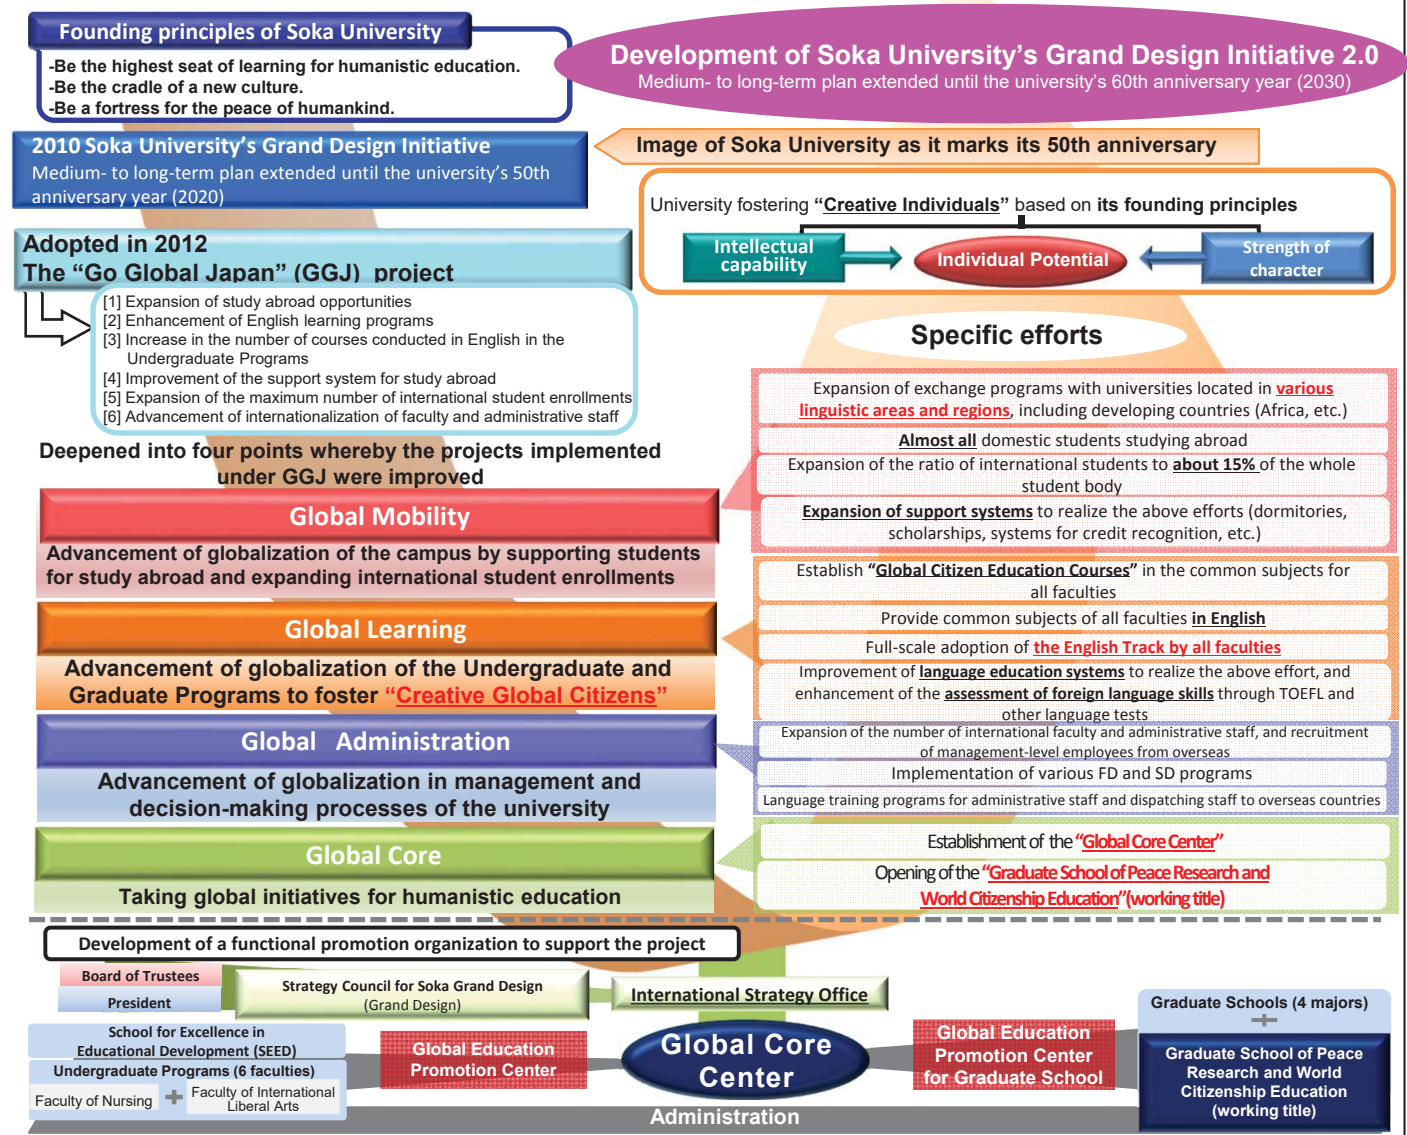 Founding principles of Soka University
-Be the highest seat of learning for humanistic education.
-Be the cradle of a new culture.
-Be a fortress for the peace of humankind.
Development of Soka University's Grand Design Initiative 2.0
Medium- to long-term plan extended until the university's 60th anniversary year (2030)
2010 Soka University's Grand Design Initiative
Medium- to long-term plan extended until the university's 50th
anniversary year (2020)
Image of Soka University as it marks its 50th anniversary
University fostering "Creative Individuals" based on its founding principles
Intellectual
capability
Individual Potential
Strength of
character
Adopted in 2012
The "Go Global Japan" (GGJ) project
[1] Expansion of study abroad opportunities
[2] Enhancement of English learning programs
[3] Increase in the number of courses conducted in English in the
Undergraduate Programs
[4] Improvement of the support system for study abroad
[5] Expansion of the maximum number of international student enrollments
[6] Advancement of internationalization of faculty and administrative staff
Deepened into four points whereby the projects implemented
under GGJ were improved
Specific efforts
Global Mobility
Advancement of globalization of the campus by supporting students
for study abroad and expanding international student enrollments
Expansion of exchange programs with universities located in various
linguistic areas and regions, including developing countries (Africa, etc.)
Almost all domestic students studying abroad
Expansion of the ratio of international students to about 15% of the whole
student body
Expansion of support systems to realize the above efforts (dormitories,
scholarships, systems for credit recognition, etc.)
Global Learning
Advancement of globalization of the Undergraduate and
Graduate Programs to foster "Creative Global Citizens"
Establish "Global Citizen Education Courses" in the common subjects for
all faculties
Provide common subjects of all faculties in English
Full-scale adoption of the English Track by all faculties
Improvement of language education systems to realize the above effort, and
enhancement of the assessment of foreign language skills through TOEFL and
other language tests
Global Administration
Advancement of globalization in management and
decision-making processes of the university
Expansion of the number of international faculty and administrative staff, and recruitment
of management-level employees from overseas
Implementation of various FD and SD programs
Language training programs for administrative staff and dispatching staff to overseas countries
Global Core
Taking global initiatives for humanistic education
Establishment of the "Global Core Center"
Opening of the "Graduate School of Peace Research and
World Citizenship Education"(working title)
Development of a functional promotion organization to support the project
Board of Trustees
President
Strategy Council for Soka Grand Design
(Grand Design)
International Strategy Office
School for Excellence in
Educational Development (SEED)
Undergraduate Programs (6 faculties)
Faculty of Nursing + Faculty of International
Liberal Arts
Global Education
Promotion Center
Global Core
Center
Global Education
Promotion Center
for Graduate School
Graduate Schools (4 majors)
+
Graduate School of Peace
Research and World
Citizenship Education
(working title)
Administration